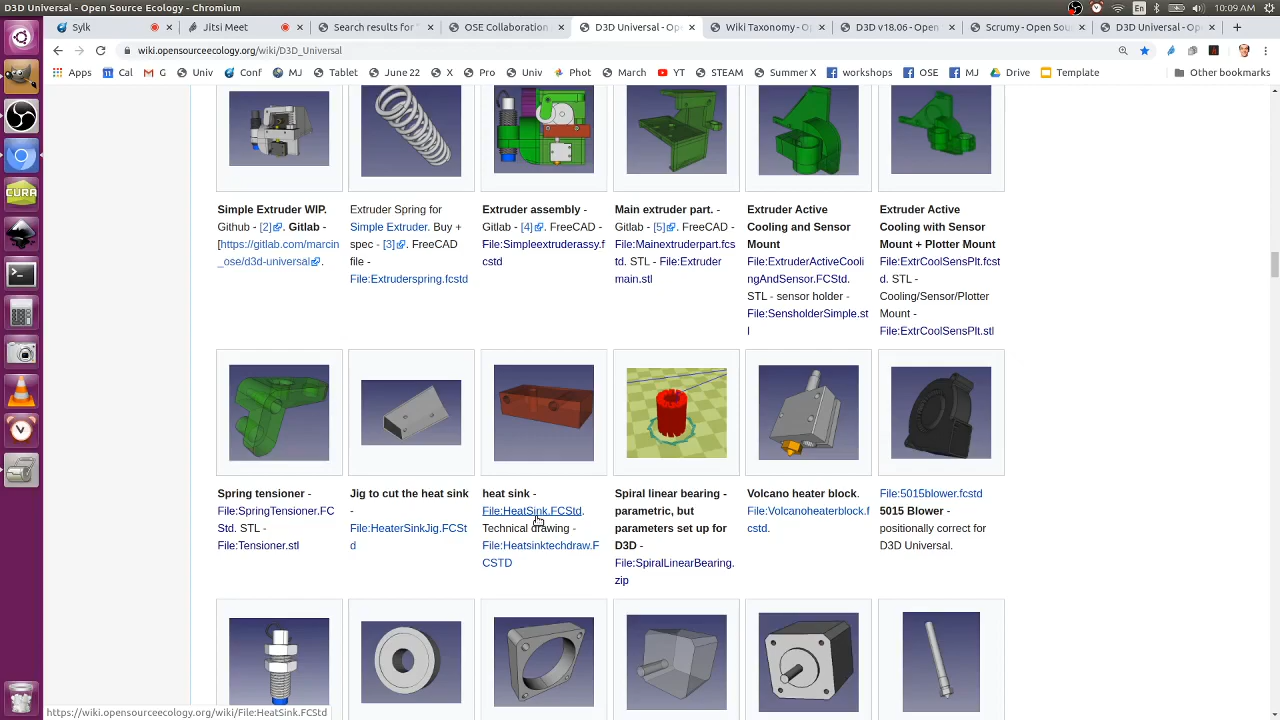 D3D Universal - Open Source Ecology - Chromium
En
10:09 AM
Sylk
Jitsi Meet
Search results for "
OSE Collaboration
D3D Universal - Ope
Wiki Taxonomy - Op
D3D v18.06 - Open
Scrumy - Open Sou
D3D Universal - Ope
wiki.opensourceecology.org/wiki/D3D_Universal
Apps
Cal
G
Univ
Conf
MJ
Tablet
June 22
X
Pro
Univ
Phot
March
YT
STEAM
Summer X
workshops
OSE
MJ
Drive
Template
Other bookmarks
CURA
Simple Extruder WIP.
Github - [2]. Gitlab -
[https://gitlab.com/marcin
_ose/d3d-universal].
Extruder Spring for
Simple Extruder. Buy +
spec - [3]. FreeCAD
file -
File:Extruderspring.fcstd
Extruder assembly -
Gitlab - [4]. FreeCAD -
File:Simpleextruderassy.f
cstd
Main extruder part. -
Gitlab - [5]. FreeCAD -
File:Mainextruderpart.fcs
td. STL - File:Extruder
main.stl
Extruder Active
Cooling and Sensor
Mount
File:ExtruderActiveCooli
ngAndSensor.FCStd.
STL - sensor holder -
File:SensholderSimple.st
l
Extruder Active
Cooling with Sensor
Mount + Plotter Mount
File:ExtrCoolSensPlt.fcst
d. STL -
Cooling/Sensor/Plotter
Mount -
File:ExtrCoolSensPlt.stl
Spring tensioner -
File:SpringTensioner.FC
Std. STL -
File:Tensioner.stl
Jig to cut the heat sink
-
File:HeaterSinkJig.FCSt
d
heat sink -
File:HeatSink.FCStd.
Technical drawing -
File:Heatsinktechdraw.F
CSTD
Spiral linear bearing -
parametric, but
parameters set up for
D3D -
File:SpiralLinearBearing.
zip
Volcano heater block.
File:Volcanoheaterblock.f
cstd.
File:5015blower.fcstd
5015 Blower -
positionally correct for
D3D Universal.
https://wiki.opensourceecology.org/wiki/File:HeatSink.FCStd